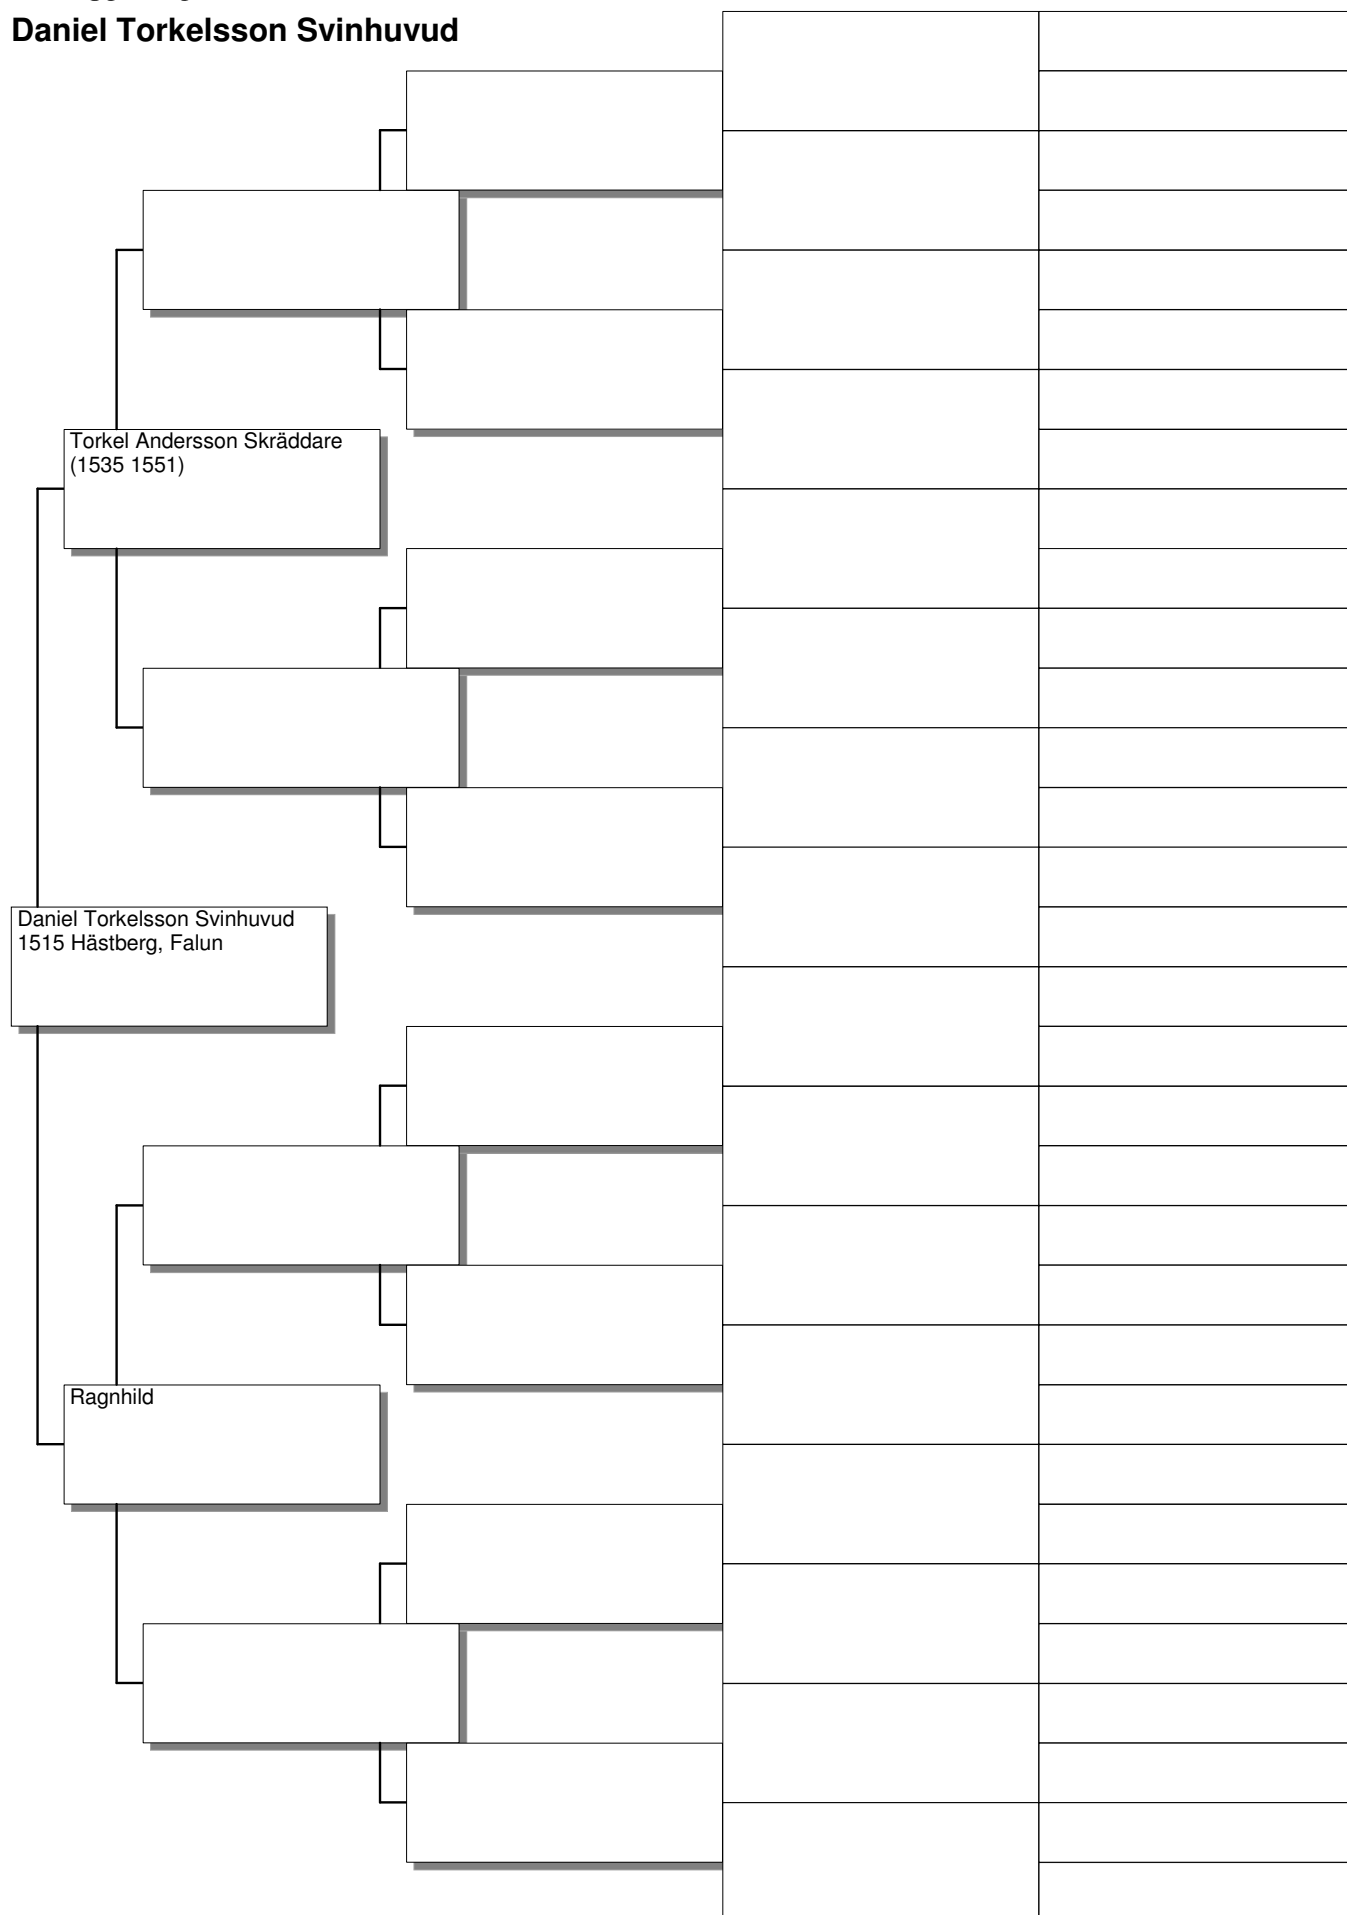 Daniel Torkelsson Svinhuvud
Torkel Andersson Skräddare
(1535 1551)
Daniel Torkelsson Svinhuvud
1515 Hästberg, Falun
Ragnhild